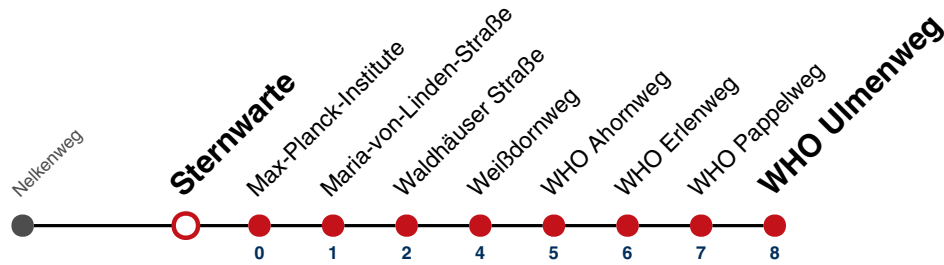 Nelkenweg
Sternwarte
Max-Planck-Institute
Maria-von-Linden-Straße
Waldhäuser Straße
Weißdornweg
WHO Ahornweg
WHO Erlenweg
WHO Pappelweg
WHO Ulmenweg
0 1 2 4 5 6 7 8